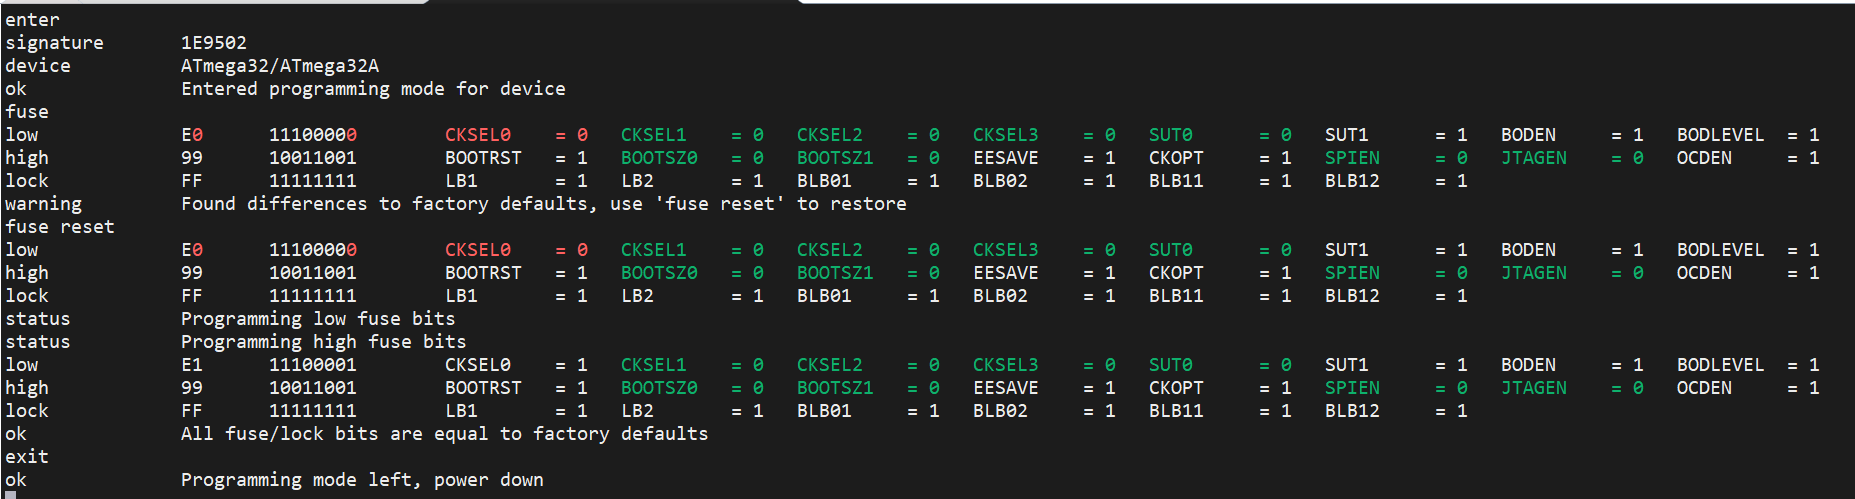 enter
signature 1E9502
device ATmega32/ATmega32A
ok Entered programming mode for device
fuse
low E0 11100000 CKSEL0 = 0 CKSEL1 = 0 CKSEL2 = 0 CKSEL3 = 0 SUT0 = 0 SUT1 = 1 BODEN = 1 BODLEVEL = 1
high 99 10011001 BOOTRST = 1 BOOTSZ0 = 0 BOOTSZ1 = 0 EESAVE = 1 CKOPT = 1 SPIEN = 0 JTAGEN = 0 OCDEN = 1
lock FF 11111111 LB1 = 1 LB2 = 1 BLB01 = 1 BLB02 = 1 BLB11 = 1 BLB12 = 1
warning Found differences to factory defaults, use 'fuse reset' to restore
fuse reset
low E0 11100000 CKSEL0 = 0 CKSEL1 = 0 CKSEL2 = 0 CKSEL3 = 0 SUT0 = 0 SUT1 = 1 BODEN = 1 BODLEVEL = 1
high 99 10011001 BOOTRST = 1 BOOTSZ0 = 0 BOOTSZ1 = 0 EESAVE = 1 CKOPT = 1 SPIEN = 0 JTAGEN = 0 OCDEN = 1
lock FF 11111111 LB1 = 1 LB2 = 1 BLB01 = 1 BLB02 = 1 BLB11 = 1 BLB12 = 1
status Programming low fuse bits
status Programming high fuse bits
low E1 11100001 CKSEL0 = 1 CKSEL1 = 0 CKSEL2 = 0 CKSEL3 = 0 SUT0 = 0 SUT1 = 1 BODEN = 1 BODLEVEL = 1
high 99 10011001 BOOTRST = 1 BOOTSZ0 = 0 BOOTSZ1 = 0 EESAVE = 1 CKOPT = 1 SPIEN = 0 JTAGEN = 0 OCDEN = 1
lock FF 11111111 LB1 = 1 LB2 = 1 BLB01 = 1 BLB02 = 1 BLB11 = 1 BLB12 = 1
ok All fuse/lock bits are equal to factory defaults
exit
ok Programming mode left, power down